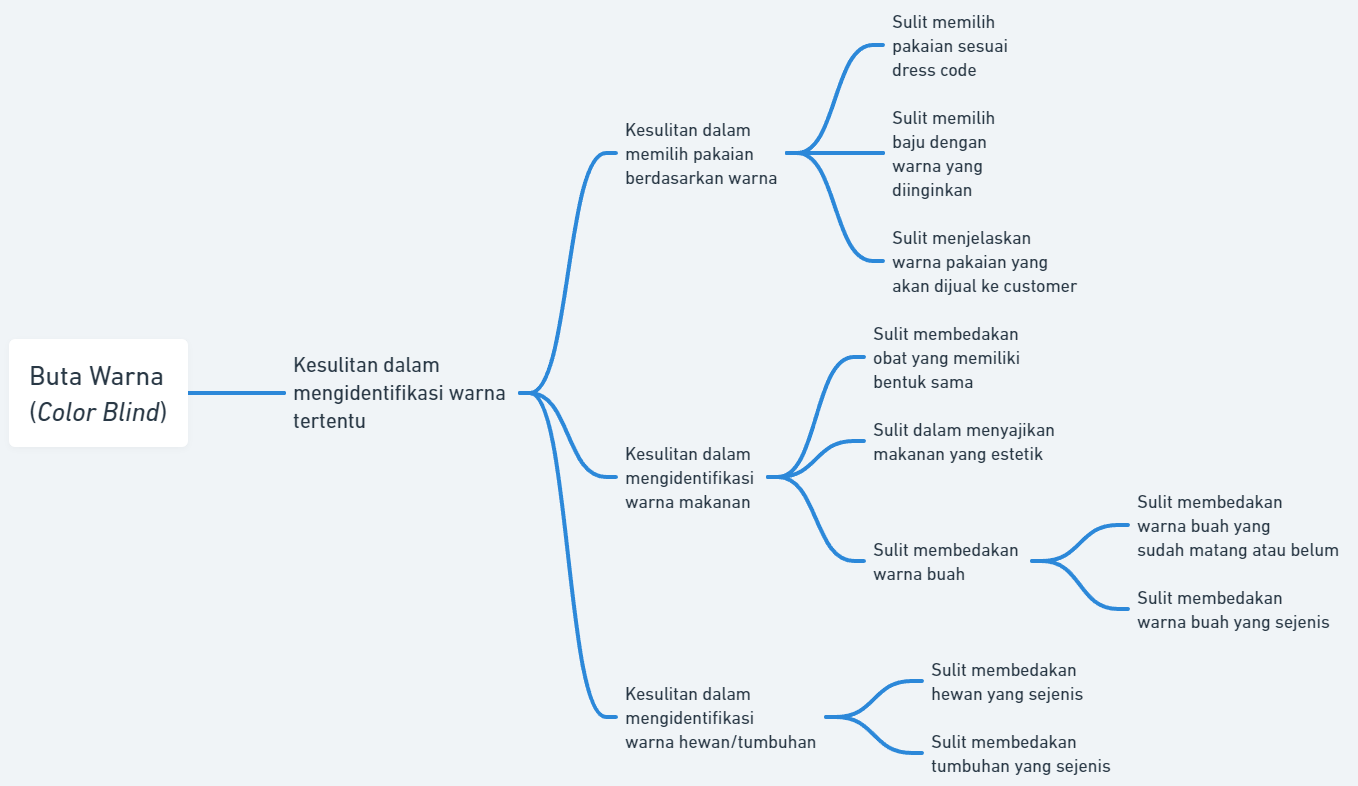 Buta Warna
(Color Blind)
Kesulitan dalam
mengidentifikasi warna
tertentu
Kesulitan dalam
memilih pakaian
berdasarkan warna
Sulit memilih
pakaian sesuai
dress code
Sulit memilih
baju dengan
warna yang
diinginkan
Sulit menjelaskan
warna pakaian yang
akan dijual ke customer
Kesulitan dalam
mengidentifikasi
warna makanan
Sulit membedakan
obat yang memiliki
bentuk sama
Sulit dalam menyajikan
makanan yang estetik
Sulit membedakan
warna buah
Sulit membedakan
warna buah yang
sudah matang atau belum
Sulit membedakan
warna buah yang sejenis
Kesulitan dalam
mengidentifikasi
warna hewan/tumbuhan
Sulit membedakan
hewan yang sejenis
Sulit membedakan
tumbuhan yang sejenis